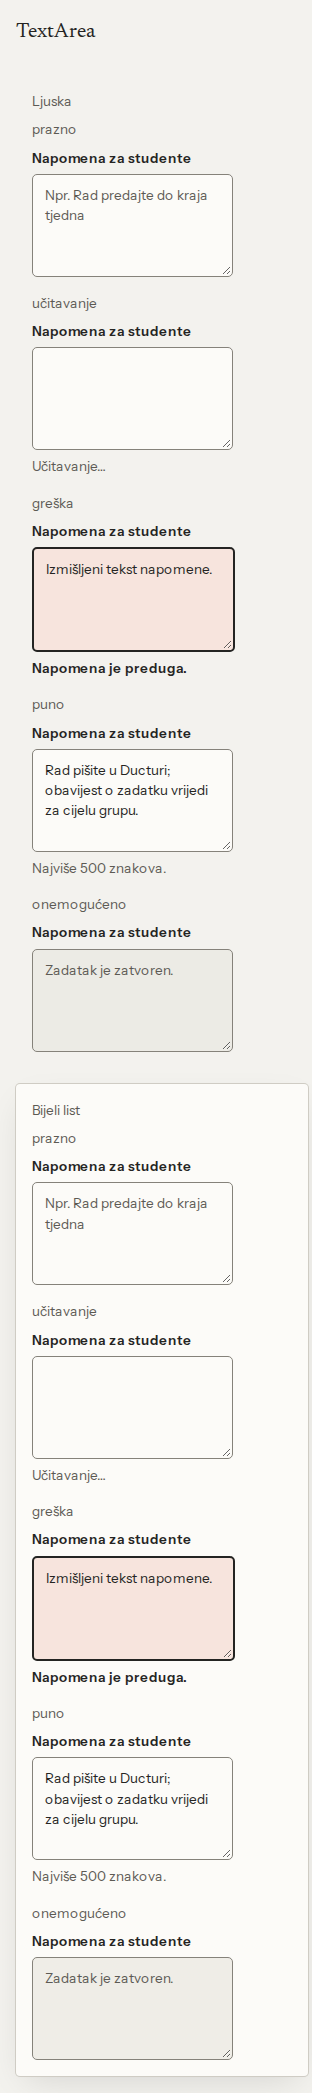 TextArea
Ljuska
prazno
Napomena za studente
Npr. Rad predajte do kraja
tjedna
učitavanje
Napomena za studente
Učitavanje...
greška
Napomena za studente
Izmišljeni tekst napomene.
Napomena je preduga.
puno
Napomena za studente
Rad pišite u Ducturi;
obavijest o zadatku vrijedi
za cijelu grupu.
Najviše 500 znakova.
onemogućeno
Napomena za studente
Zadatak je zatvoren.
Bijeli list
prazno
Napomena za studente
Npr. Rad predajte do kraja
tjedna
učitavanje
Napomena za studente
Učitavanje...
greška
Napomena za studente
Izmišljeni tekst napomene.
Napomena je preduga.
puno
Napomena za studente
Rad pišite u Ducturi;
obavijest o zadatku vrijedi
za cijelu grupu.
Najviše 500 znakova.
onemogućeno
Napomena za studente
Zadatak je zatvoren.